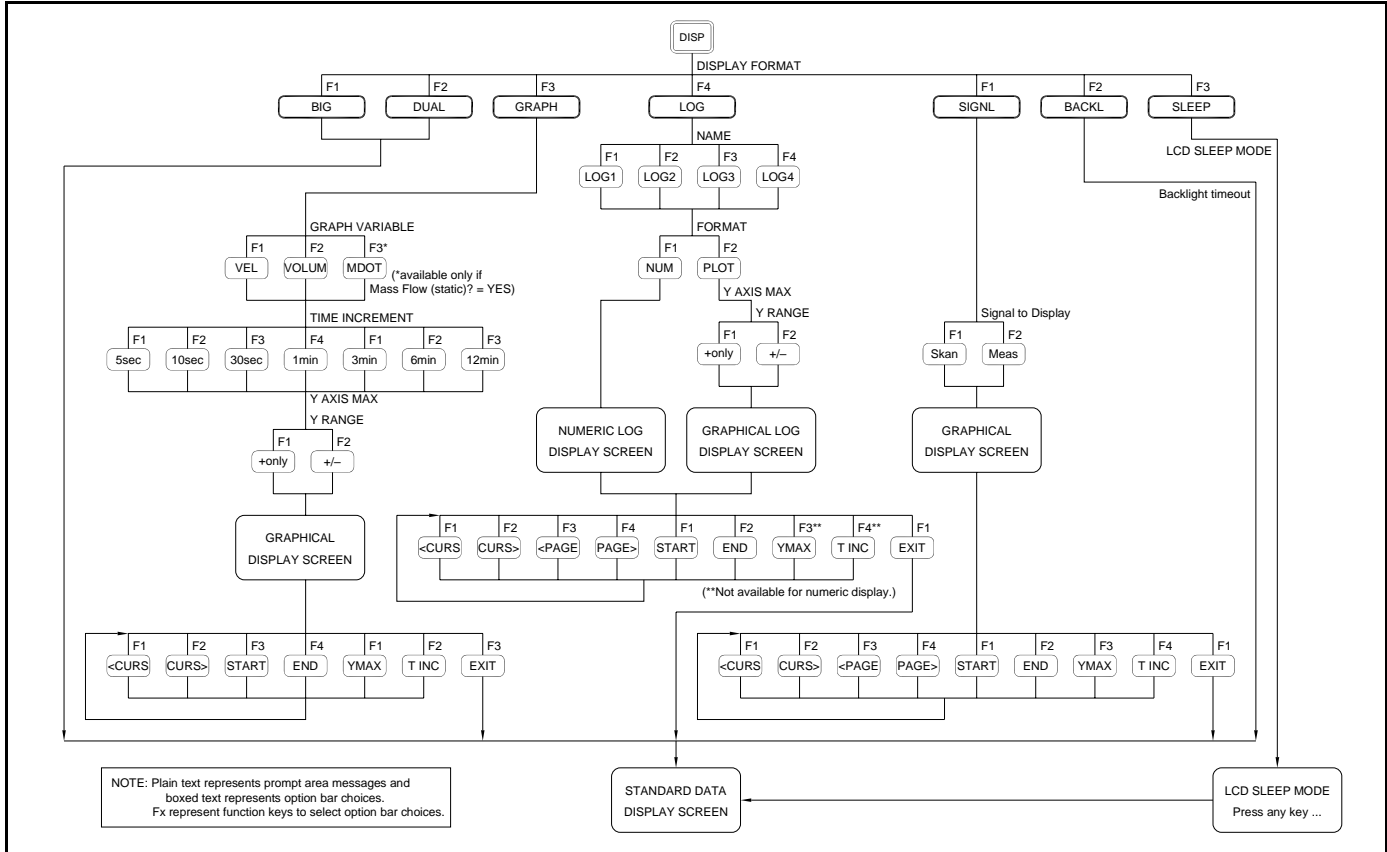 DISP
DISPLAY FORMAT
F1 F2 F3 F4 F1 F2 F3
BIG DUAL GRAPH LOG SIGNL BACKL SLEEP
NAME
LCD SLEEP MODE
F1 F2 F3 F4
LOG1 LOG2 LOG3 LOG4
Backlight timeout
GRAPH VARIABLE
FORMAT
F1 F2 F3*
VEL VOLUM MDOT
(*available only if
Mass Flow (static)? = YES)
F1 F2
NUM PLOT
Y AXIS MAX
Y RANGE
F1 F2
+only +/–
Signal to Display
F1 F2
Skan Meas
TIME INCREMENT
F1 F2 F3 F4 F1 F2 F3
5sec 10sec 30sec 1min 3min 6min 12min
Y AXIS MAX
Y RANGE
F1 F2
+only +/–
NUMERIC LOG
DISPLAY SCREEN
GRAPHICAL LOG
DISPLAY SCREEN
GRAPHICAL
DISPLAY SCREEN
GRAPHICAL
DISPLAY SCREEN
F1 F2 F3 F4 F1 F2 F3** F4** F1
<CURS CURS> <PAGE PAGE> START END YMAX T INC EXIT
(**Not available for numeric display.)
F1 F2 F3 F4 F1 F2 F3
<CURS CURS> START END YMAX T INC EXIT
F1 F2 F3 F4 F1 F2 F3 F4 F1
<CURS CURS> <PAGE PAGE> START END YMAX T INC EXIT
NOTE: Plain text represents prompt area messages and
boxed text represents option bar choices.
Fx represent function keys to select option bar choices.
STANDARD DATA
DISPLAY SCREEN
LCD SLEEP MODE
Press any key ...